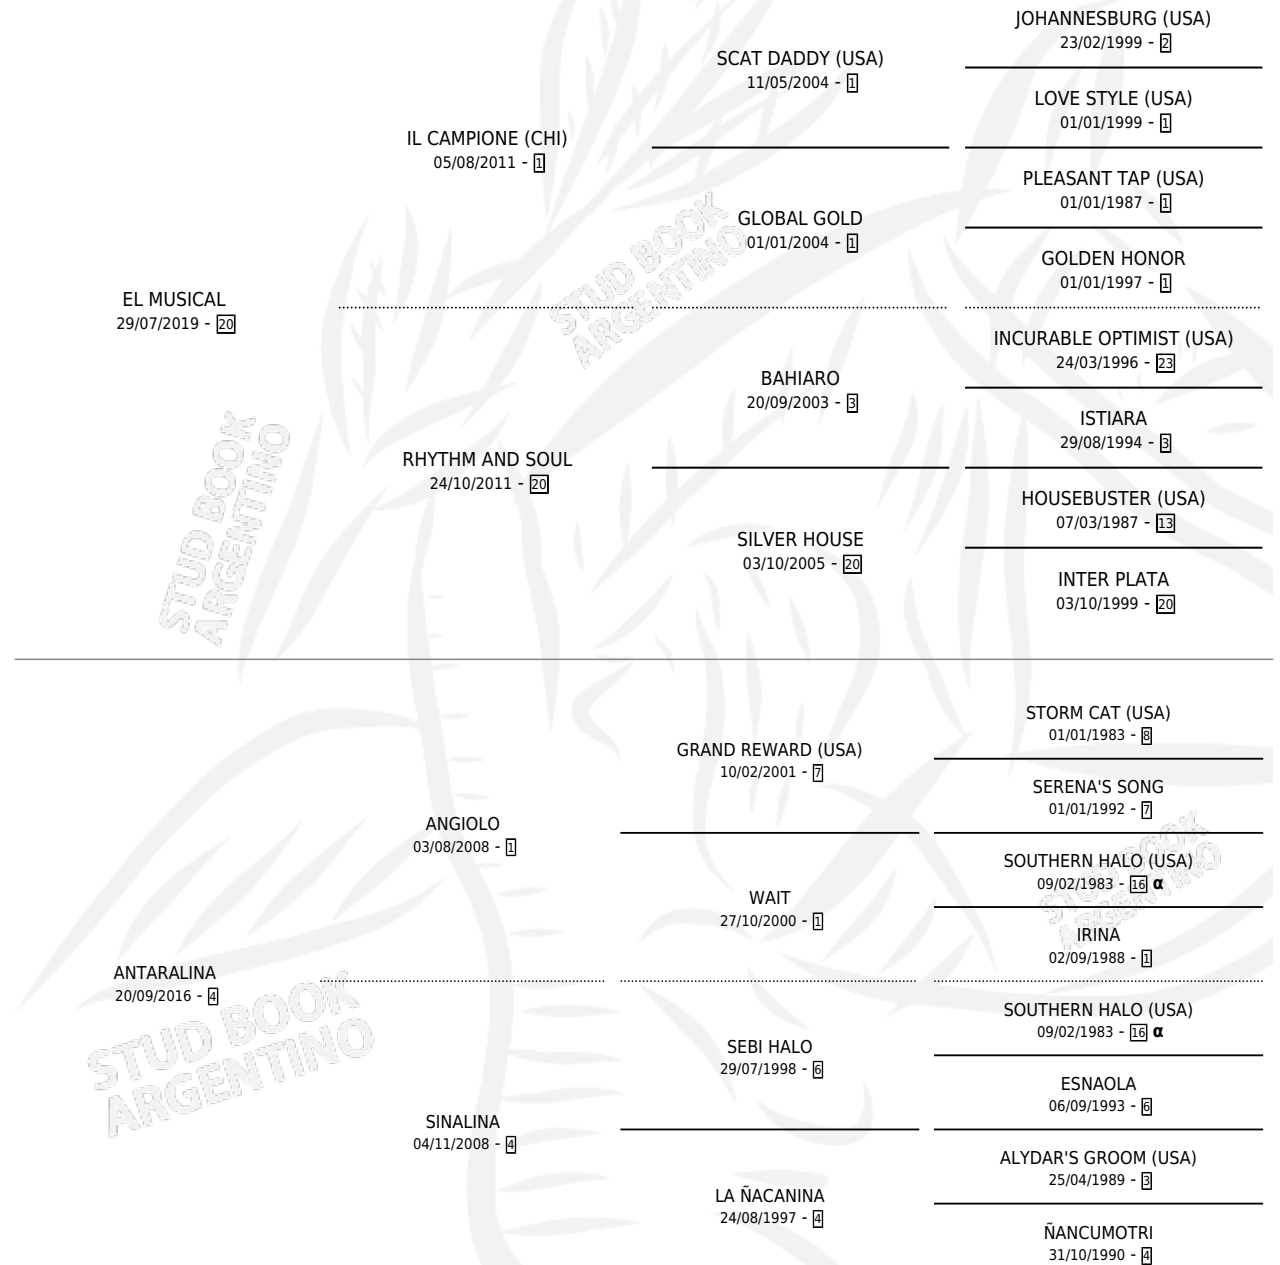 JOHANNESBURG (USA)
23/02/1999 - 2
SCAT DADDY (USA)
11/05/2004 - 1
LOVE STYLE (USA)
01/01/1999 - 1
IL CAMPIONE (CHI)
05/08/2011 - 1
PLEASANT TAP (USA)
01/01/1987 - 1
GLOBAL GOLD
01/01/2004 - 1
GOLDEN HONOR
01/01/1997 - 1
EL MUSICAL
29/07/2019 - 20
INCURABLE OPTIMIST (USA)
24/03/1996 - 23
BAHIARO
20/09/2003 - 3
ISTIARA
29/08/1994 - 3
RHYTHM AND SOUL
24/10/2011 - 20
HOUSEBUSTER (USA)
07/03/1987 - 13
SILVER HOUSE
03/10/2005 - 20
INTER PLATA
03/10/1999 - 20
STORM CAT (USA)
01/01/1983 - 8
GRAND REWARD (USA)
10/02/2001 - 7
SERENA'S SONG
01/01/1992 - 7
ANGIOLO
03/08/2008 - 1
SOUTHERN HALO (USA)
09/02/1983 - 16 α
WAIT
27/10/2000 - 1
IRINA
02/09/1988 - 1
ANTARALINA
20/09/2016 - 4
SOUTHERN HALO (USA)
09/02/1983 - 16 α
SEBI HALO
29/07/1998 - 6
ESNAOLA
06/09/1993 - 6
SINALINA
04/11/2008 - 4
ALYDAR'S GROOM (USA)
25/04/1989 - 3
LA ÑACANINA
24/08/1997 - 4
ÑANCUMOTRI
31/10/1990 - 4
STUD BOOK
ARGENTINO
STUD BOOK
ARGENTINO
STUD BOOK
ARGENTINO
STUD BOOK
ARGENTINO